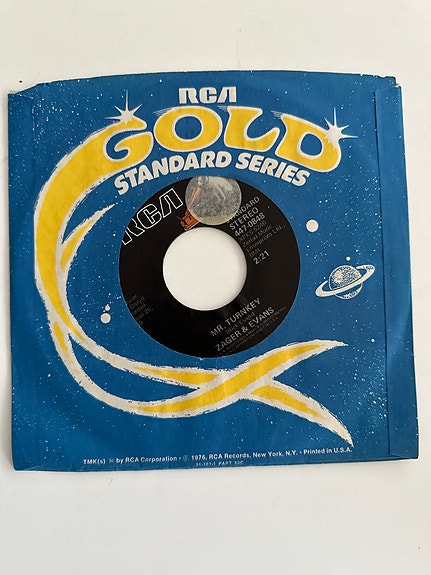 RCA
GOLD
STANDARD SERIES
RCA
STEREO
447-0848
2:21
MR. TURNKEY
ZAGER & EVANS
TMK(s) ® by RCA Corporation • © 1976, RCA Records, New York, N.Y. • Printed in U.S.A.